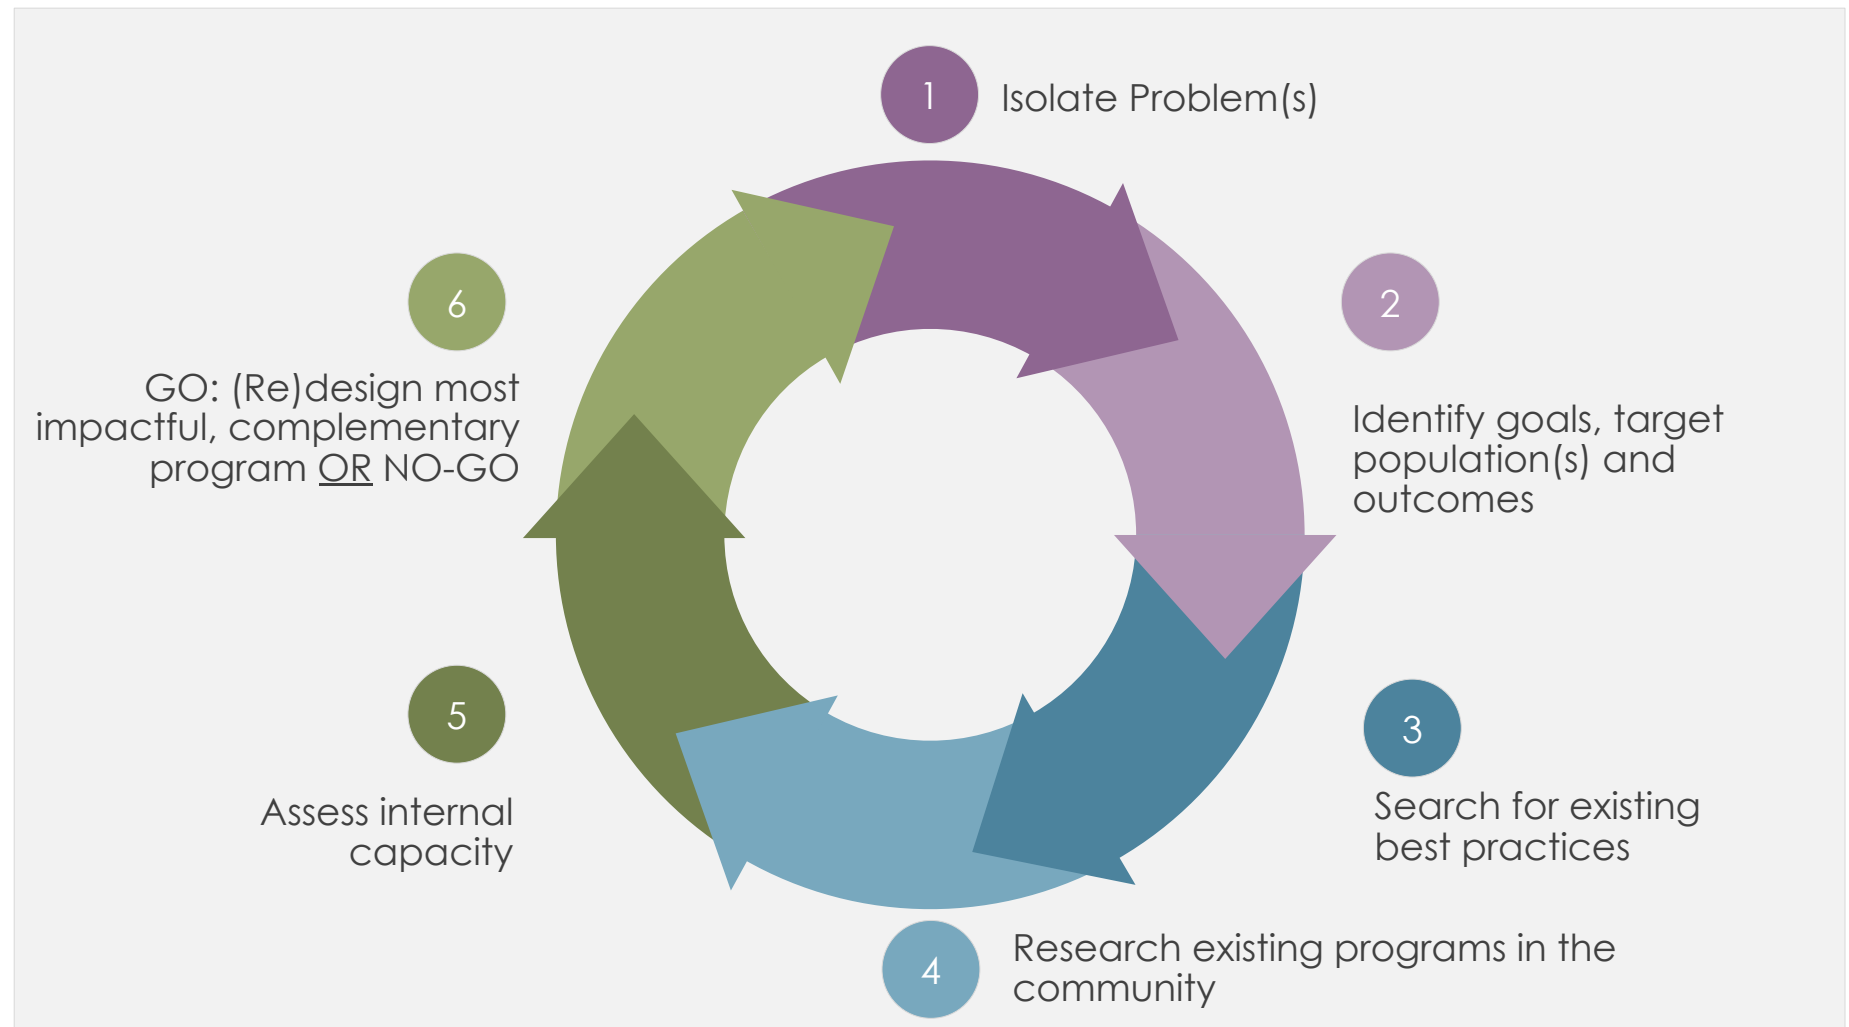 1
Isolate Problem(s)
2
Identify goals, target
population(s) and
outcomes
3
Search for existing
best practices
4
Research existing programs in the
community
5
Assess internal
capacity
6
GO: (Re)design most
impactful, complementary
program OR NO-GO